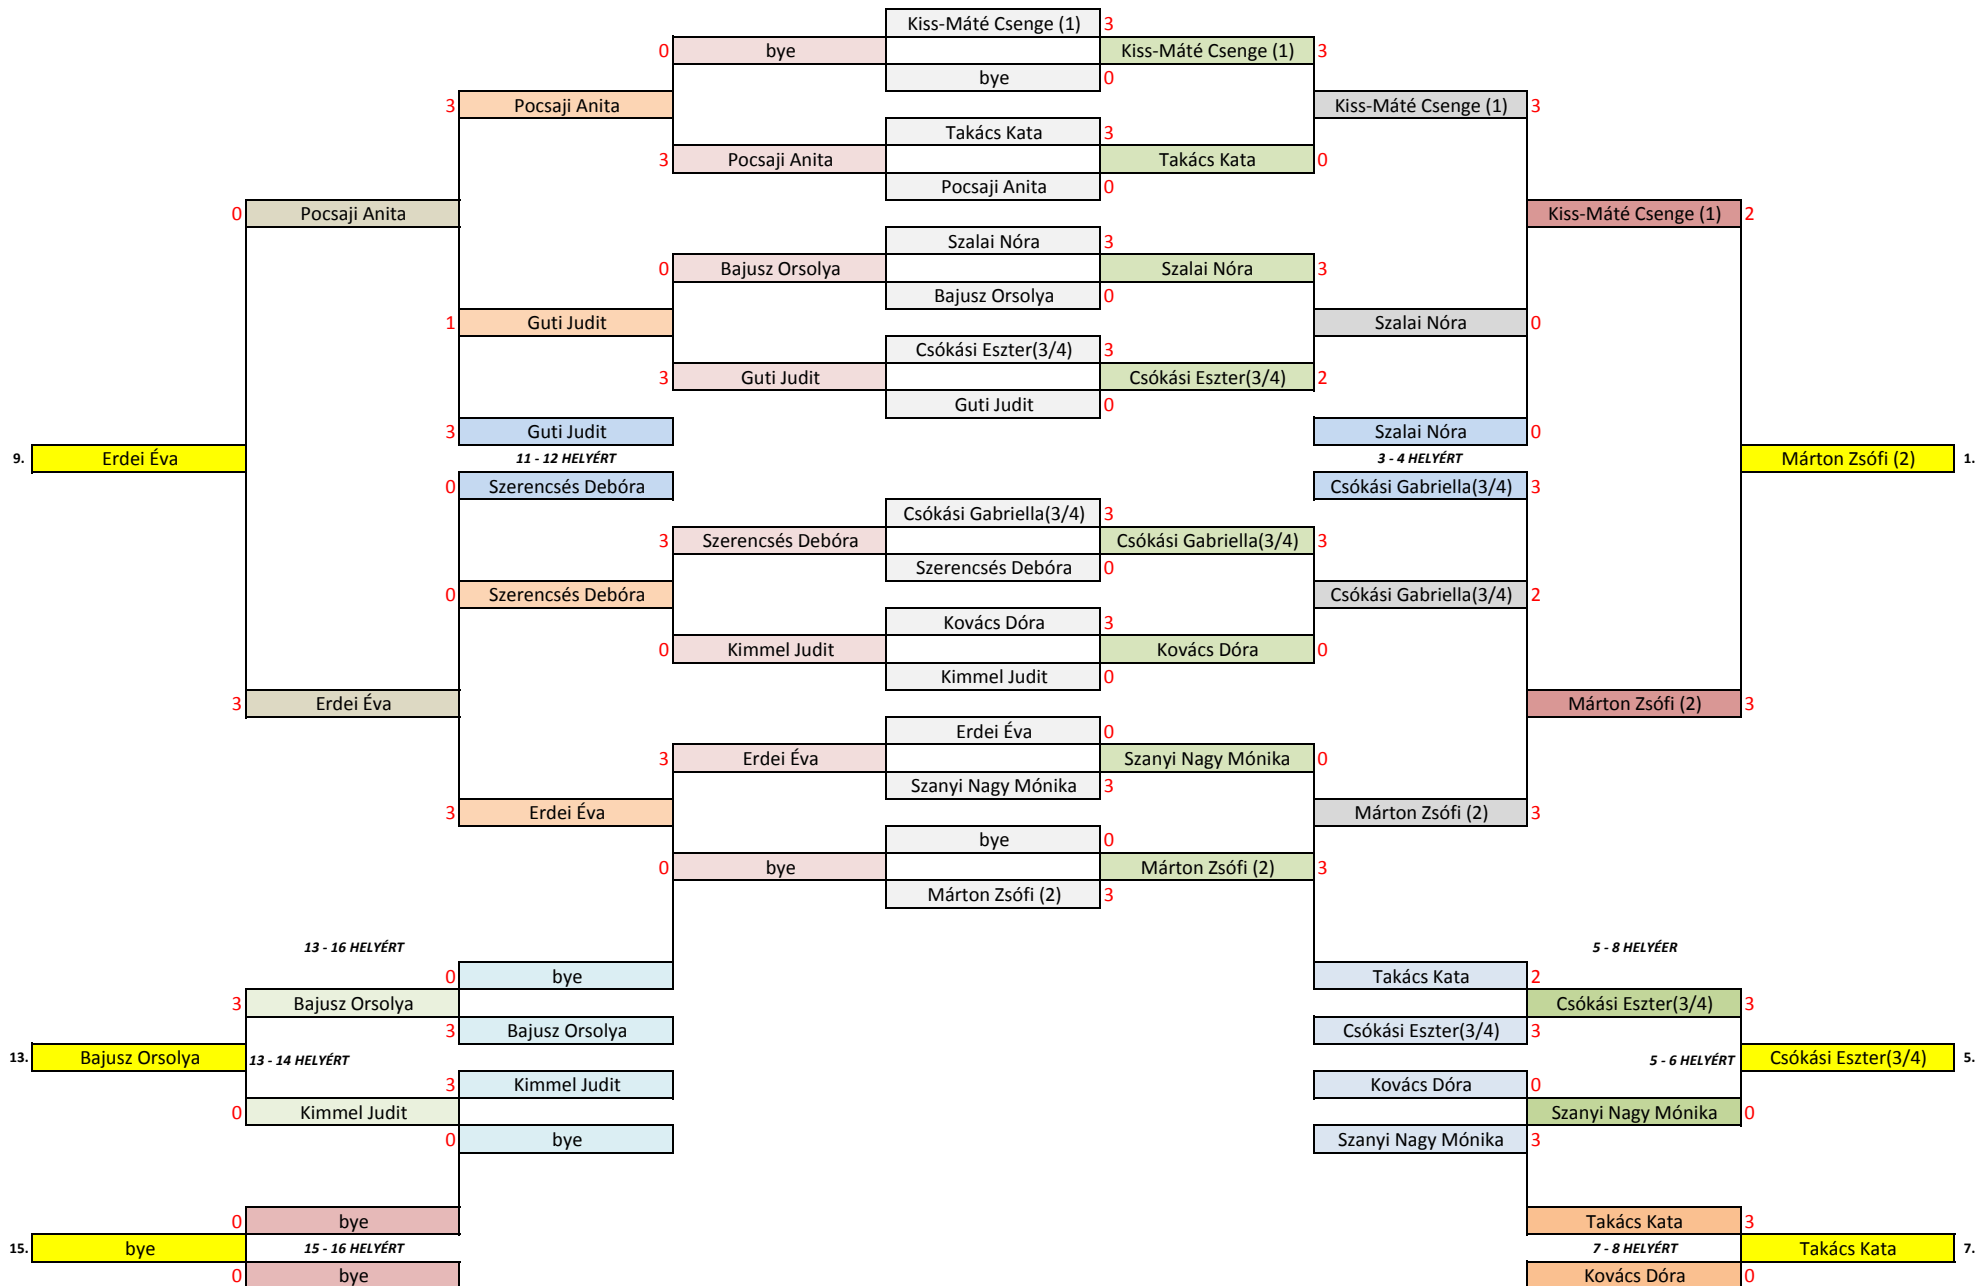 Kiss-Máté Csenge (1) 3
0 bye Kiss-Máté Csenge (1) 3
bye 0
3 Pocsaji Anita Kiss-Máté Csenge (1) 3
Takács Kata 3
3 Pocsaji Anita Takács Kata 0
Pocsaji Anita 0
0 Pocsaji Anita Kiss-Máté Csenge (1) 2
Szalai Nóra 3
0 Bajusz Orsolya Szalai Nóra 3
Bajusz Orsolya 0
1 Guti Judit Szalai Nóra 0
Csókási Eszter(3/4) 3
3 Guti Judit Csókási Eszter(3/4) 2
Guti Judit 0
3 Guti Judit Szalai Nóra 0
9. Erdei Éva 11 - 12 HELYÉRT 3 - 4 HELYÉRT Márton Zsófi (2) 1.
0 Szerencsés Debóra Csókási Gabriella(3/4) 3
Csókási Gabriella(3/4) 3
3 Szerencsés Debóra Csókási Gabriella(3/4) 3
Szerencsés Debóra 0
0 Szerencsés Debóra Csókási Gabriella(3/4) 2
Kovács Dóra 3
0 Kimmel Judit Kovács Dóra 0
Kimmel Judit 0
3 Erdei Éva Márton Zsófi (2) 3
Erdei Éva 0
3 Erdei Éva Szanyi Nagy Mónika 0
Szanyi Nagy Mónika 3
3 Erdei Éva Márton Zsófi (2) 3
bye 0
0 bye Márton Zsófi (2) 3
Márton Zsófi (2) 3
13 - 16 HELYÉRT 5 - 8 HELYÉER
0 bye Takács Kata 2
3 Bajusz Orsolya Csókási Eszter(3/4) 3
3 Bajusz Orsolya Csókási Eszter(3/4) 3
13. Bajusz Orsolya 13 - 14 HELYÉRT 5 - 6 HELYÉRT Csókási Eszter(3/4) 5.
3 Kimmel Judit Kovács Dóra 0
0 Kimmel Judit Szanyi Nagy Mónika 0
0 bye Szanyi Nagy Mónika 3
0 bye Takács Kata 3
15. bye 15 - 16 HELYÉRT 7 - 8 HELYÉRT Takács Kata 7.
0 bye Kovács Dóra 0